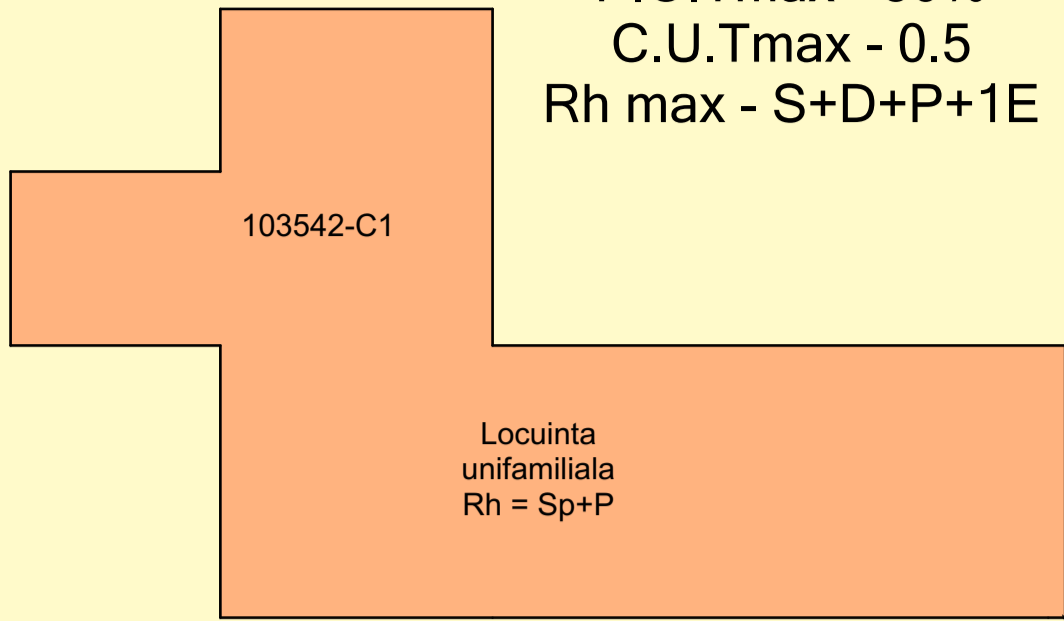 C.U.Tmax - 0.5
Rh max - S+D+P+1E
103542-C1
Locuinta
unifamiliala
Rh = Sp+P